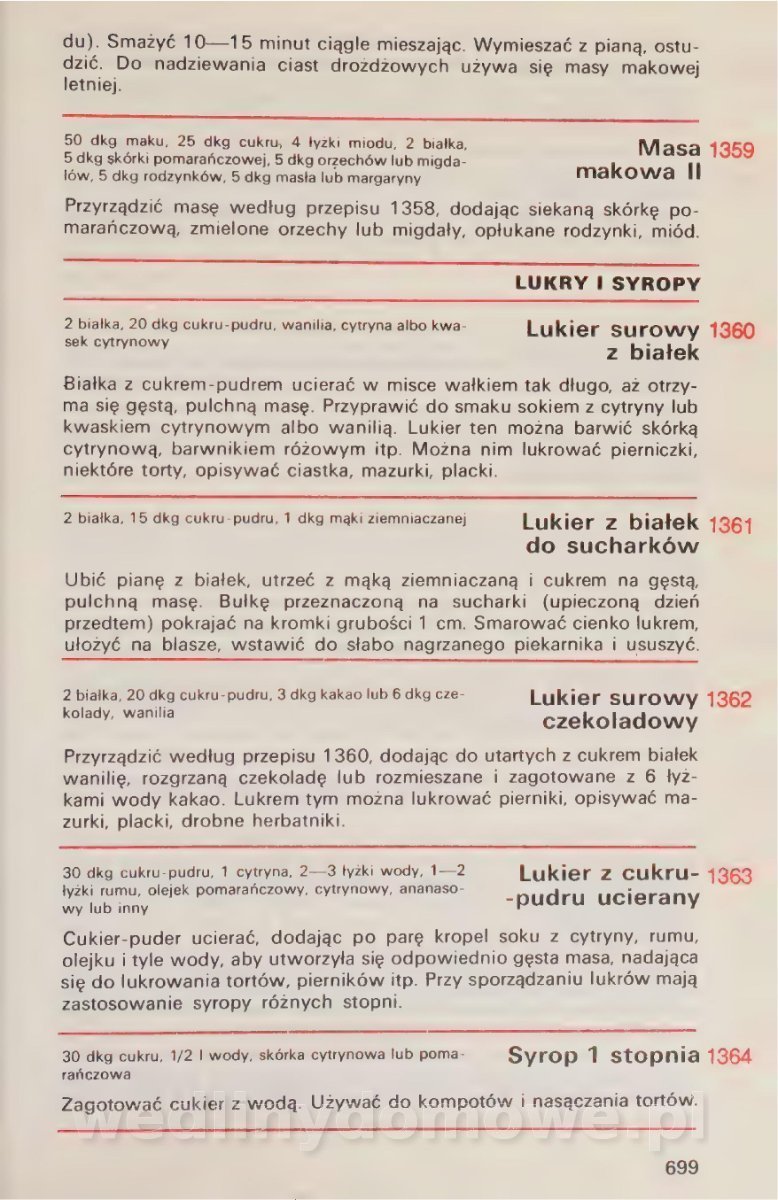 du). Smażyć 10—15 minut ciągle mieszając. Wymieszać z pianą, ostu-
dzić. Do nadziewania ciast drożdżowych używa się masy makowej
letniej.
50 dkg maku, 25 dkg cukru, 4 łyżki miodu, 2 białka,
5 dkg skórki pomarańczowej, 5 dkg orzechów lub migda-
łów, 5 dkg rodzynków, 5 dkg masła lub margaryny
Masa 1359
makowa II
Przyrządzić masę według przepisu 1358, dodając siekaną skórkę po-
marańczową, zmielone orzechy lub migdały, opłukane rodzynki, miód.
LUKRY I SYROPY
2 białka, 20 dkg cukru-pudru, wanilia, cytryna albo kwa-
sek cytrynowy
Lukier surowy 1360
z białek
Białka z cukrem-pudrem ucierać w misce wałkiem tak długo, aż otrzy-
ma się gęstą, pulchną masę. Przyprawić do smaku sokiem z cytryny lub
kwaskiem cytrynowym albo wanilią. Lukier ten można barwić skórką
cytrynową, barwnikiem różowym itp. Można nim lukrować pierniczki,
niektóre torty, opisywać ciastka, mazurki, placki.
2 białka, 15 dkg cukru-pudru, 1 dkg mąki ziemniaczanej
Lukier z białek 1361
do sucharków
Ubić pianę z białek, utrzeć z mąką ziemniaczaną i cukrem na gęstą,
pulchną masę. Bułkę przeznaczoną na sucharki (upieczoną dzień
przedtem) pokrajać na kromki grubości 1 cm. Smarować cienko lukrem,
ułożyć na blasze, wstawić do słabo nagrzanego piekarnika i ususzyć.
2 białka, 20 dkg cukru-pudru, 3 dkg kakao lub 6 dkg cze-
kolady, wanilia
Lukier surowy 1362
czekoladowy
Przyrządzić według przepisu 1360, dodając do utartych z cukrem białek
wanilię, rozgrzaną czekoladę lub rozmieszane i zagotowane z 6 łyż-
kami wody kakao. Lukrem tym można lukrować pierniki, opisywać ma-
zurki, placki, drobne herbatniki.
30 dkg cukru-pudru, 1 cytryna, 2—3 łyżki wody, 1—2
łyżki rumu, olejek pomarańczowy, cytrynowy, ananaso-
wy lub inny
Lukier z cukru- 1363
-pudru ucierany
Cukier-puder ucierać, dodając po parę kropel soku z cytryny, rumu,
olejku i tyle wody, aby utworzyła się odpowiednio gęsta masa, nadająca
się do lukrowania tortów, pierników itp. Przy sporządzaniu lukrów mają
zastosowanie syropy różnych stopni.
30 dkg cukru, 1/2 l wody, skórka cytrynowa lub poma-
rańczowa
Syrop 1 stopnia 1364
Zagotować cukier z wodą. Używać do kompotów i nasączania tortów.
wedlinydomowe.pl
699